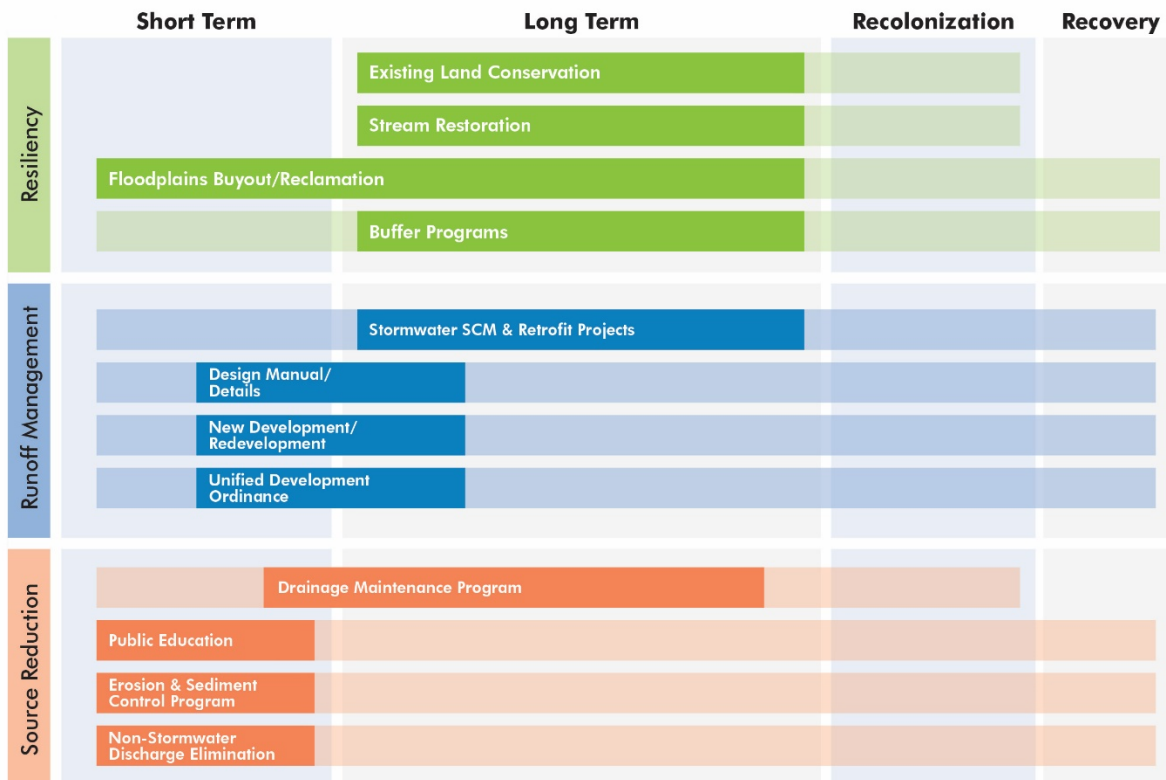 Short Term
Long Term
Recolonization
Recovery
Resiliency
Existing Land Conservation
Stream Restoration
Floodplains Buyout/Reclamation
Buffer Programs
Runoff Management
Stormwater SCM & Retrofit Projects
Design Manual/
Details
New Development/
Redevelopment
Unified Development
Ordinance
Source Reduction
Drainage Maintenance Program
Public Education
Erosion & Sediment
Control Program
Non-Stormwater
Discharge Elimination